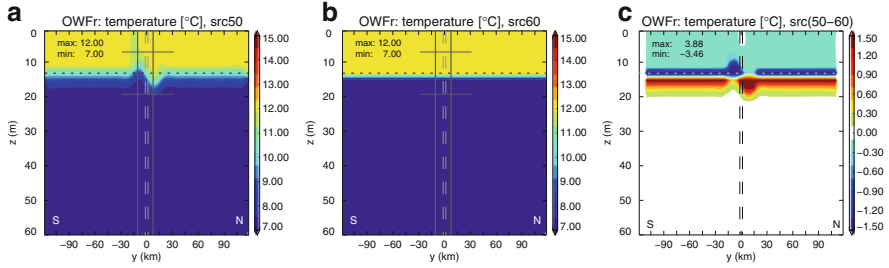 a
OWFr: temperature [°C], src50
max: 12.00
min: 7.00
0
10
20
30
40
50
60
z (m)
S
N
−90
−60
−30
0
30
60
90
y (km)
15.00
14.00
13.00
12.00
11.00
10.00
9.00
8.00
7.00
b
OWFr: temperature [°C], src60
max: 12.00
min: 7.00
0
10
20
30
40
50
60
z (m)
S
N
−90
−60
−30
0
30
60
90
y (km)
15.00
14.00
13.00
12.00
11.00
10.00
9.00
8.00
7.00
c
OWFr: temperature [°C], src(50−60)
max: 3.88
min: −3.46
0
10
20
30
40
50
60
z (m)
S
N
−90
−60
−30
0
30
60
90
y (km)
1.50
1.20
0.90
0.60
0.30
0.00
−0.30
−0.60
−0.90
−1.20
−1.50